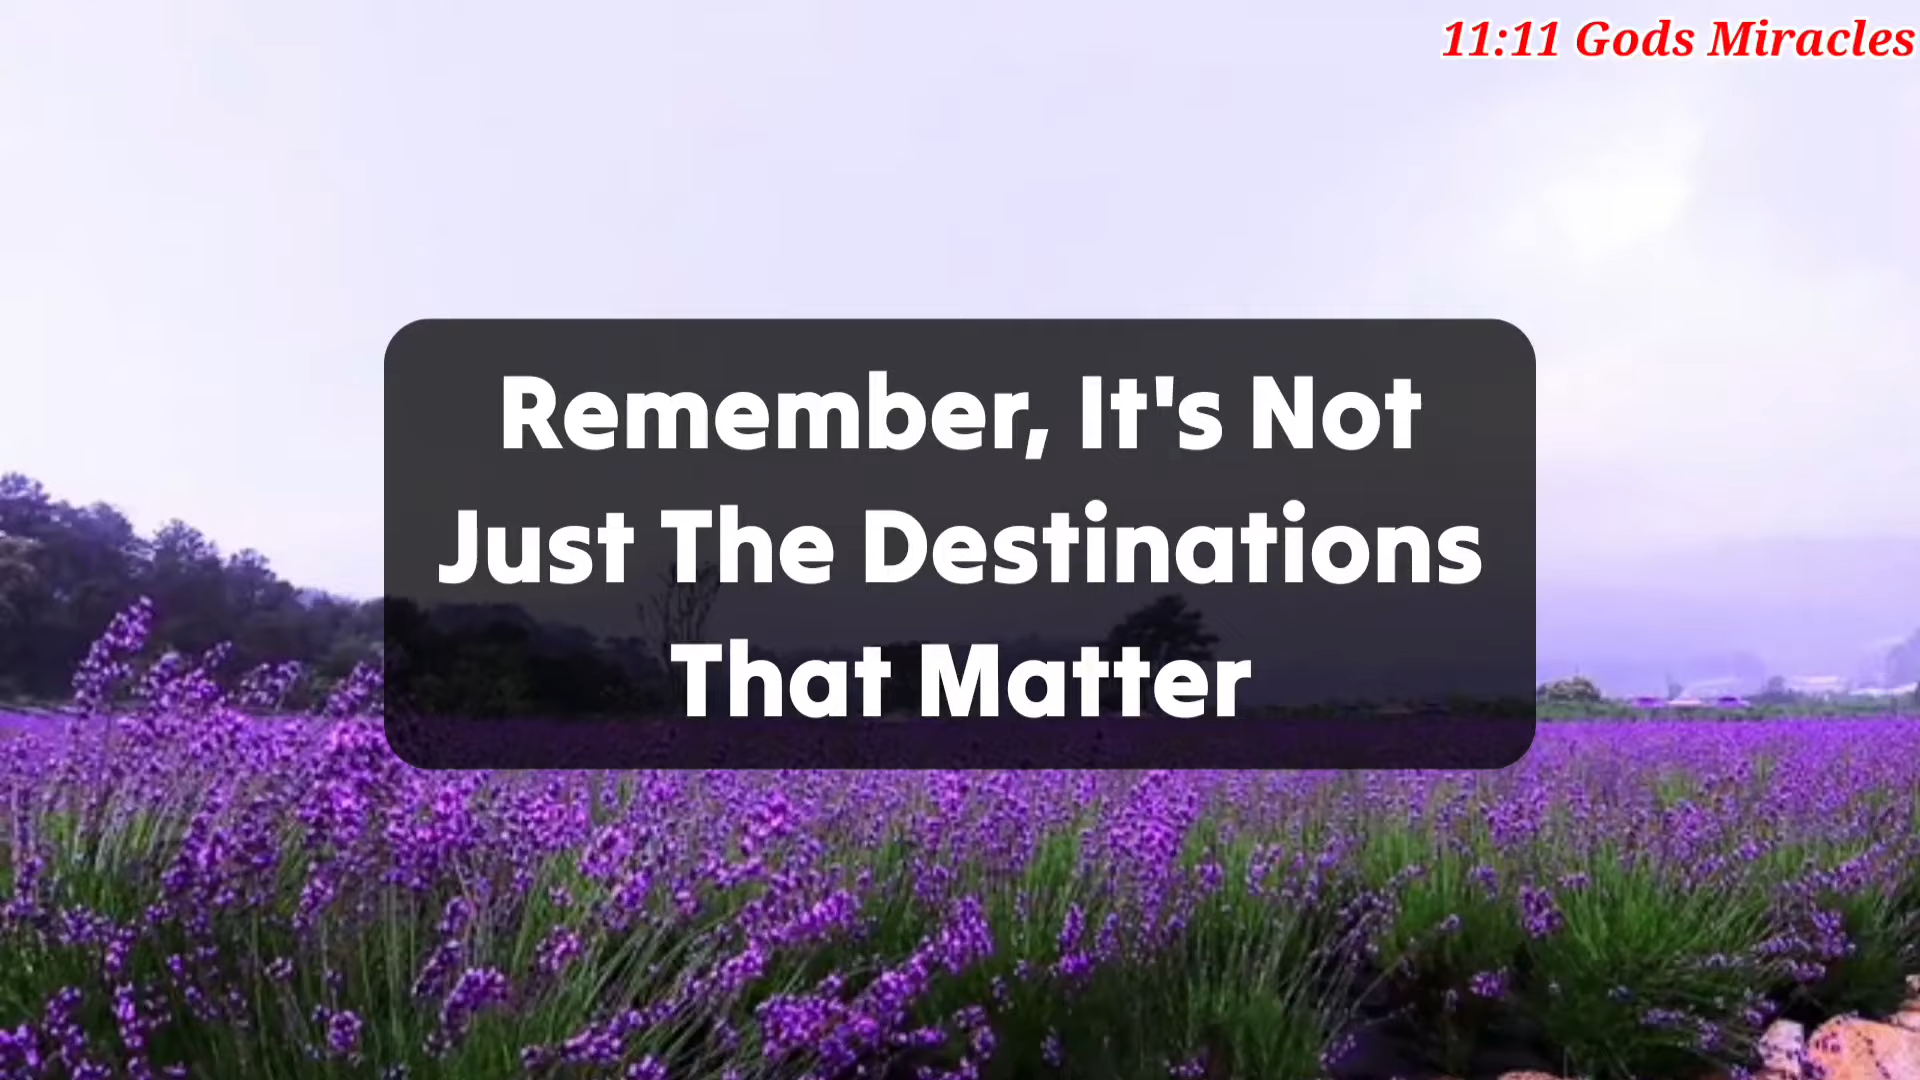 11:11 Gods Miracles
Remember, It's Not
Just The Destinations
That Matter